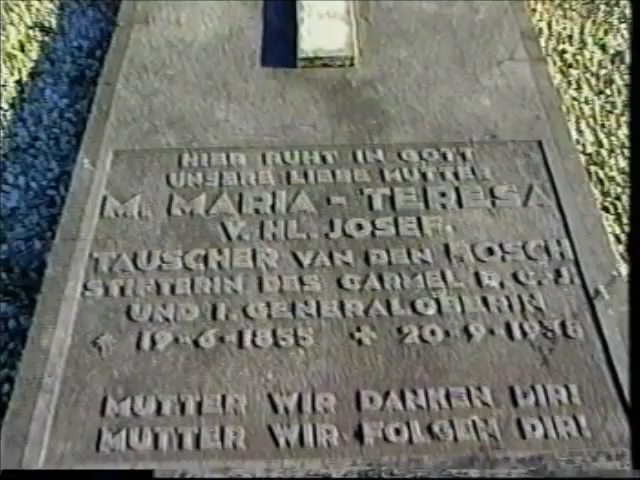 HIER RUHT IN GOTT
UNSERE LIEBE MUTTER
M. MARIA - TERESA
V. HL. JOSEF.
TAUSCHER VAN DEN BOSCH
STIFTERIN DES CARMEL D.C.J.
UND I. GENERALOBERIN
* 19·6·1855 ✣ 20·9·1938
MUTTER WIR DANKEN DIR!
MUTTER WIR FOLGEN DIR!